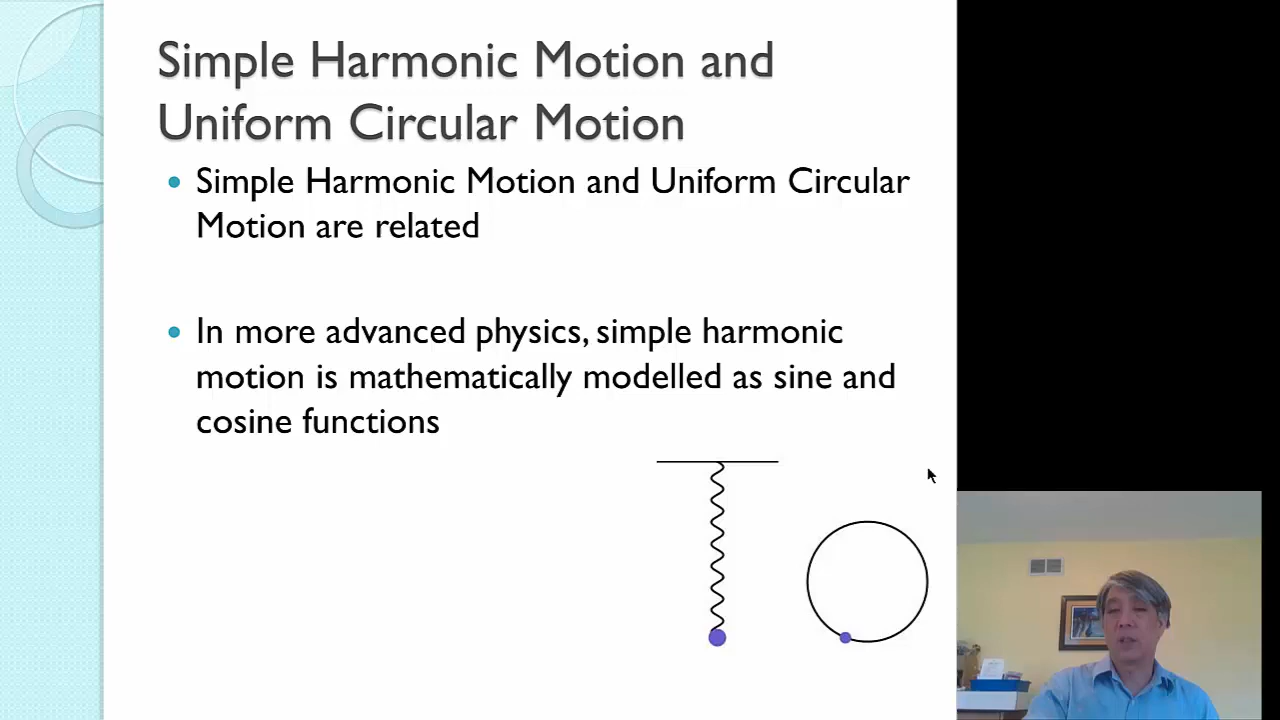 Simple Harmonic Motion and
Uniform Circular Motion
Simple Harmonic Motion and Uniform Circular
Motion are related
In more advanced physics, simple harmonic
motion is mathematically modelled as sine and
cosine functions